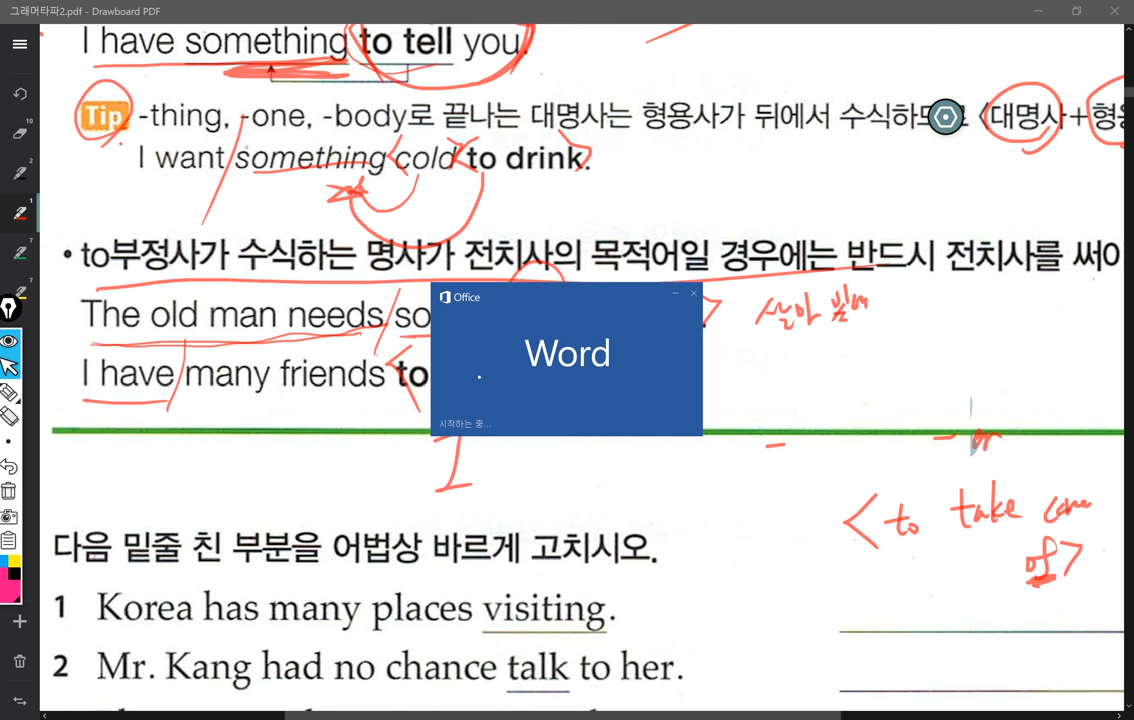 그래머타파2.pdf - Drawboard PDF
I have something to tell you.
Tip -thing, -one, -body로 끝나는 대명사는 형용사가 뒤에서 수식하므로 <대명사+형용
I want something cold to drink.
• to부정사가 수식하는 명사가 전치사의 목적어일 경우에는 반드시 전치사를 써야
The old man needs so
살아 있는
I have many friends to
Office
Word
시작하는 중...
10
2
1
7
7
<to take care
of>
다음 밑줄 친 부분을 어법상 바르게 고치시오.
1 Korea has many places visiting.
2 Mr. Kang had no chance talk to her.